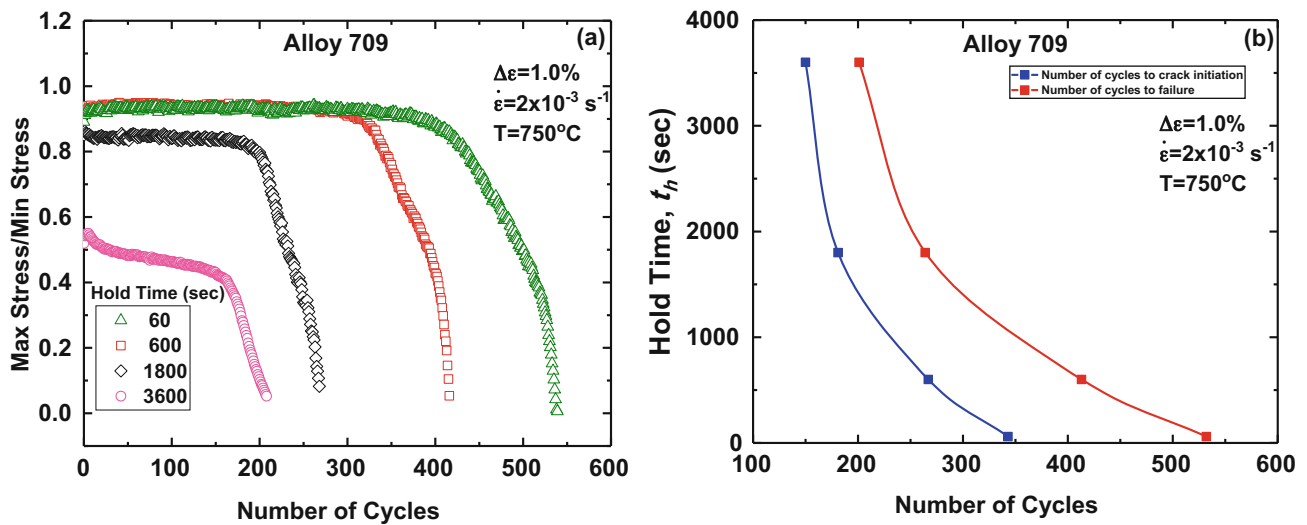 Alloy 709
(a)
Δε=1.0%
ε̇=2x10⁻³ s⁻¹
T=750°C
Max Stress/Min Stress
1.2
1.0
0.8
0.6
0.4
0.2
0.0
Hold Time (sec)
60
600
1800
3600
0 100 200 300 400 500 600
Number of Cycles
Alloy 709
(b)
Number of cycles to crack initiation
Number of cycles to failure
Δε=1.0%
ε̇=2x10⁻³ s⁻¹
T=750°C
Hold Time, t_h (sec)
4000
3000
2000
1000
0
100 200 300 400 500 600
Number of Cycles